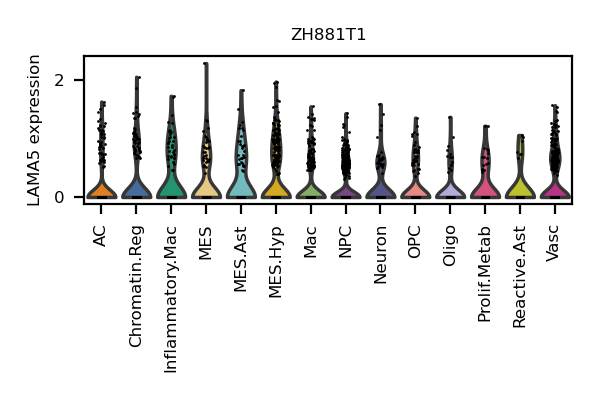 ZH881T1
LAMA5 expression
2
0
AC
Chromatin.Reg
Inflammatory.Mac
MES
MES.Ast
MES.Hyp
Mac
NPC
Neuron
OPC
Oligo
Prolif.Metab
Reactive.Ast
Vasc